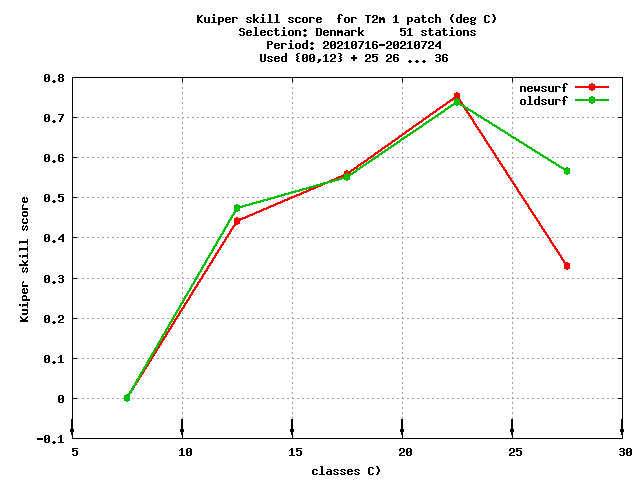 Kuiper skill score  for T2m 1 patch (deg C)
Selection: Denmark     51 stations
Period: 20210716-20210724
Used {00,12} + 25 26 ... 36
newsurf
oldsurf
Kuiper skill score
0.8
0.7
0.6
0.5
0.4
0.3
0.2
0.1
0
-0.1
5 10 15 20 25 30
classes C)